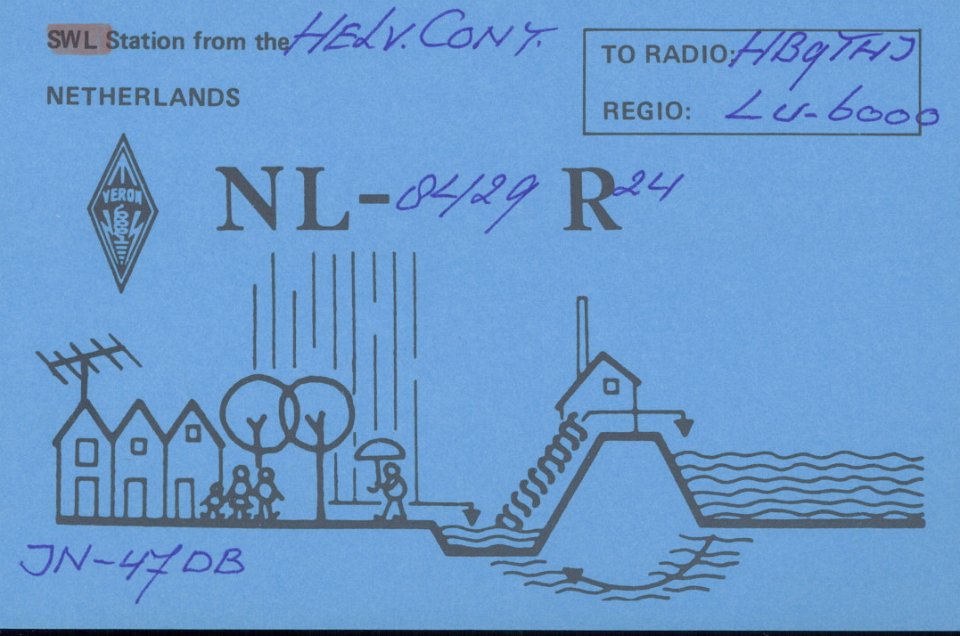 SWL Station from the HELV. CONT.
NETHERLANDS
TO RADIO: HB9THJ
REGIO: LU-6000
VERON
NL-8429 R24
JN-47DB